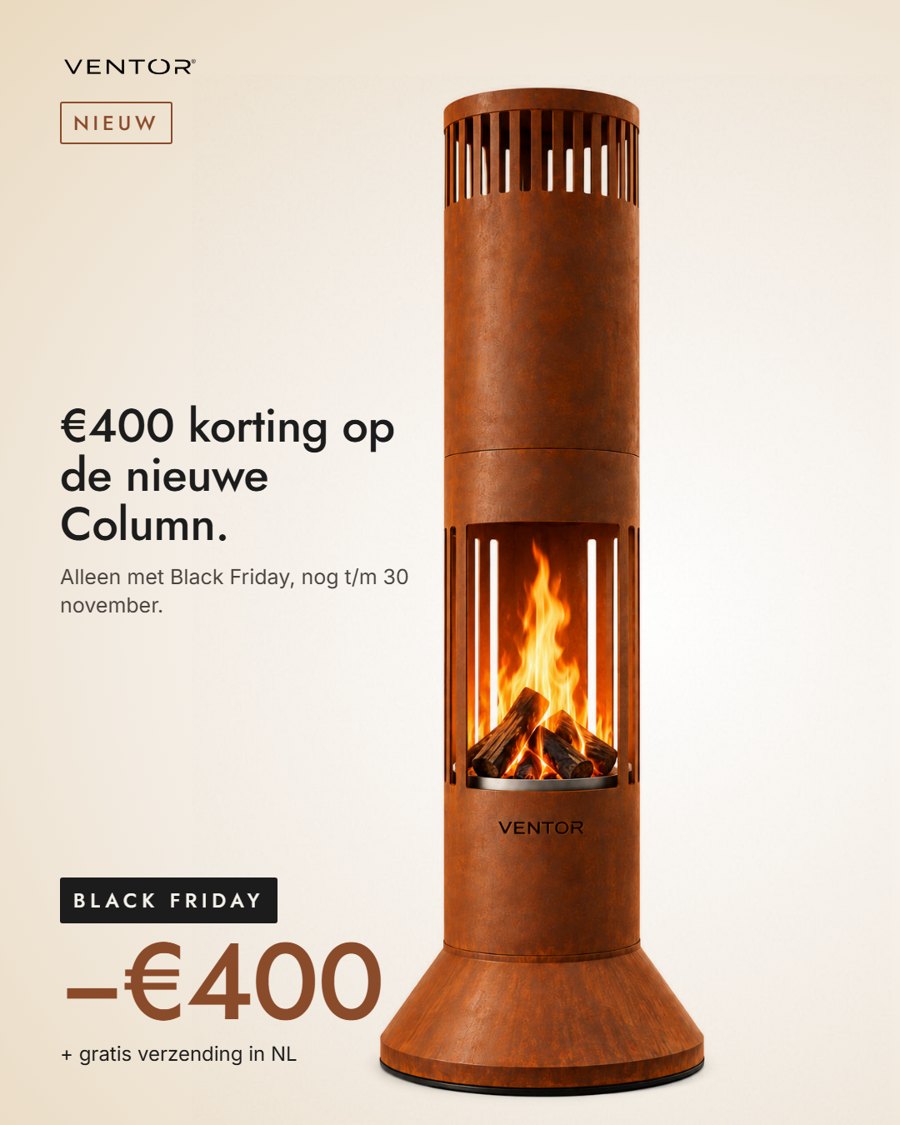 VENTOR®
NIEUW
€400 korting op
de nieuwe
Column.
Alleen met Black Friday, nog t/m 30
november.
VENTOR
BLACK FRIDAY
–€400
+ gratis verzending in NL